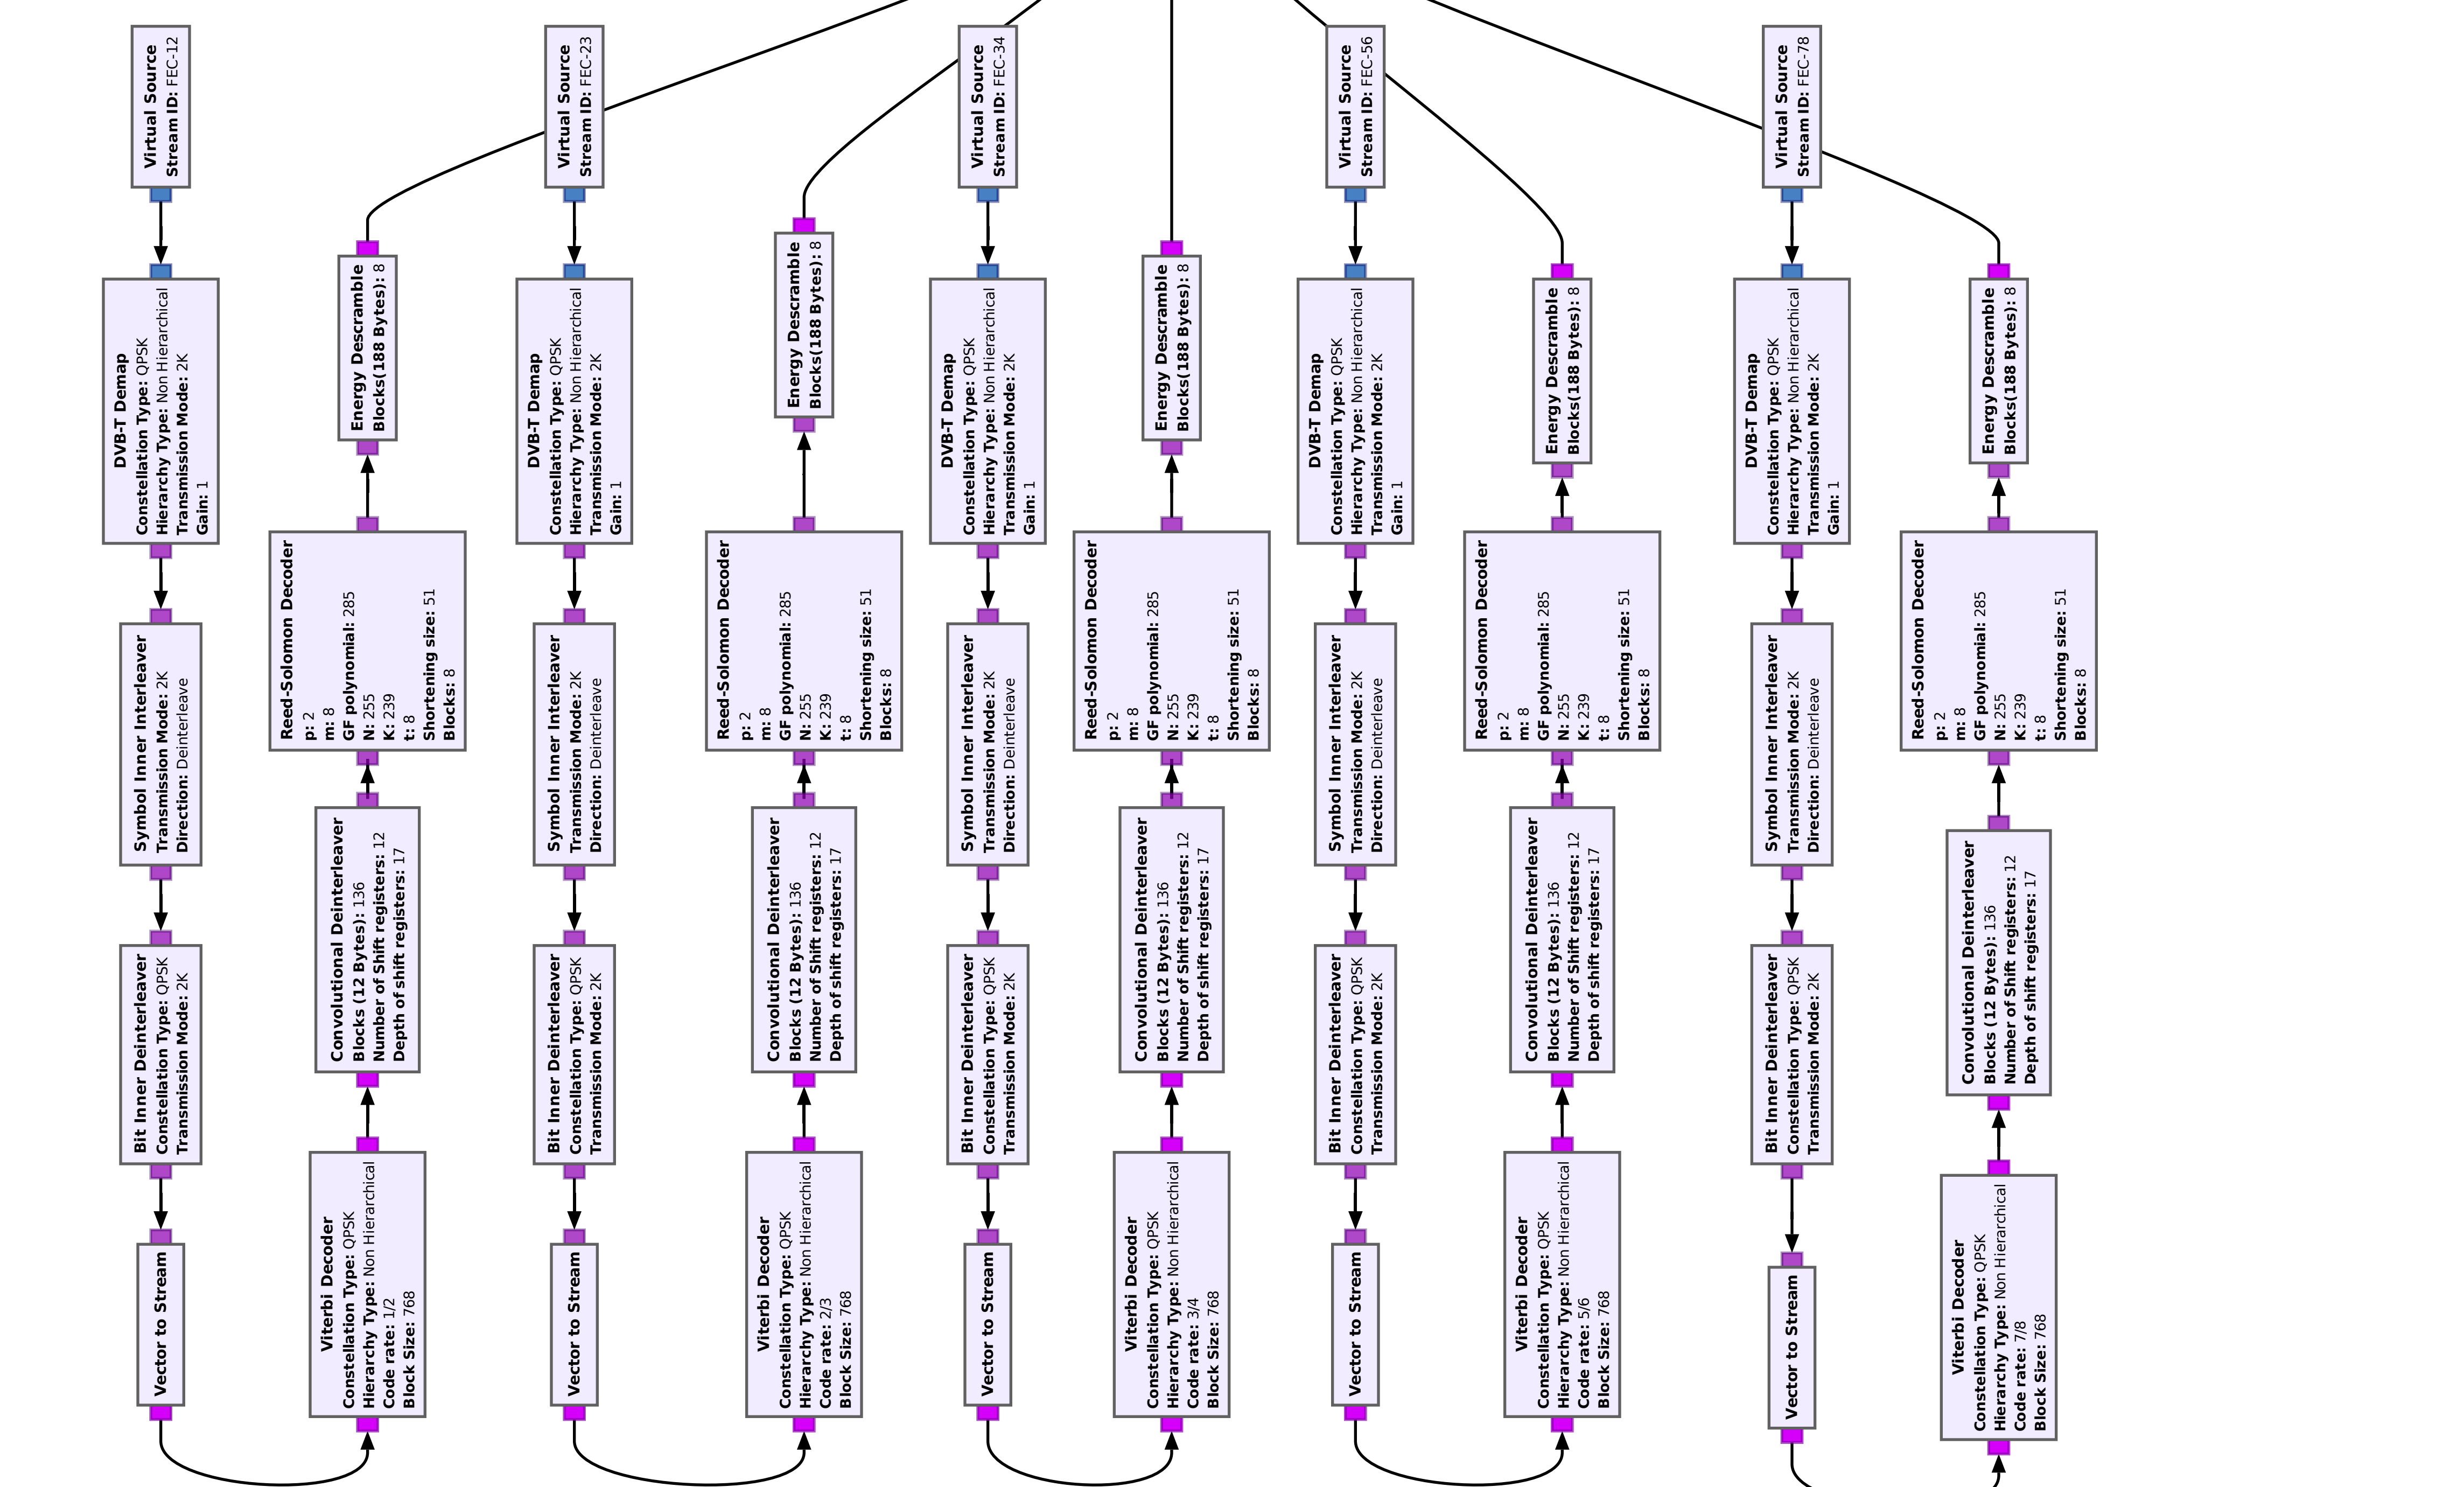 Virtual Source
Stream ID: FEC-12
DVB-T Demap
Constellation Type: QPSK
Hierarchy Type: Non Hierarchical
Transmission Mode: 2K
Gain: 1
Symbol Inner Interleaver
Transmission Mode: 2K
Direction: Deinterleave
Bit Inner Deinterleaver
Constellation Type: QPSK
Transmission Mode: 2K
Vector to Stream
Viterbi Decoder
Constellation Type: QPSK
Hierarchy Type: Non Hierarchical
Code rate: 1/2
Block Size: 768
Convolutional Deinterleaver
Blocks (12 Bytes): 136
Number of Shift registers: 12
Depth of shift registers: 17
Reed-Solomon Decoder
p: 2
m: 8
GF polynomial: 285
N: 255
K: 239
t: 8
Shortening size: 51
Blocks: 8
Energy Descramble
Blocks(188 Bytes): 8
Virtual Source
Stream ID: FEC-23
DVB-T Demap
Constellation Type: QPSK
Hierarchy Type: Non Hierarchical
Transmission Mode: 2K
Gain: 1
Symbol Inner Interleaver
Transmission Mode: 2K
Direction: Deinterleave
Bit Inner Deinterleaver
Constellation Type: QPSK
Transmission Mode: 2K
Vector to Stream
Viterbi Decoder
Constellation Type: QPSK
Hierarchy Type: Non Hierarchical
Code rate: 2/3
Block Size: 768
Convolutional Deinterleaver
Blocks (12 Bytes): 136
Number of Shift registers: 12
Depth of shift registers: 17
Reed-Solomon Decoder
p: 2
m: 8
GF polynomial: 285
N: 255
K: 239
t: 8
Shortening size: 51
Blocks: 8
Energy Descramble
Blocks(188 Bytes): 8
Virtual Source
Stream ID: FEC-34
DVB-T Demap
Constellation Type: QPSK
Hierarchy Type: Non Hierarchical
Transmission Mode: 2K
Gain: 1
Symbol Inner Interleaver
Transmission Mode: 2K
Direction: Deinterleave
Bit Inner Deinterleaver
Constellation Type: QPSK
Transmission Mode: 2K
Vector to Stream
Viterbi Decoder
Constellation Type: QPSK
Hierarchy Type: Non Hierarchical
Code rate: 3/4
Block Size: 768
Convolutional Deinterleaver
Blocks (12 Bytes): 136
Number of Shift registers: 12
Depth of shift registers: 17
Reed-Solomon Decoder
p: 2
m: 8
GF polynomial: 285
N: 255
K: 239
t: 8
Shortening size: 51
Blocks: 8
Energy Descramble
Blocks(188 Bytes): 8
Virtual Source
Stream ID: FEC-56
DVB-T Demap
Constellation Type: QPSK
Hierarchy Type: Non Hierarchical
Transmission Mode: 2K
Gain: 1
Symbol Inner Interleaver
Transmission Mode: 2K
Direction: Deinterleave
Bit Inner Deinterleaver
Constellation Type: QPSK
Transmission Mode: 2K
Vector to Stream
Viterbi Decoder
Constellation Type: QPSK
Hierarchy Type: Non Hierarchical
Code rate: 5/6
Block Size: 768
Convolutional Deinterleaver
Blocks (12 Bytes): 136
Number of Shift registers: 12
Depth of shift registers: 17
Reed-Solomon Decoder
p: 2
m: 8
GF polynomial: 285
N: 255
K: 239
t: 8
Shortening size: 51
Blocks: 8
Energy Descramble
Blocks(188 Bytes): 8
Virtual Source
Stream ID: FEC-78
DVB-T Demap
Constellation Type: QPSK
Hierarchy Type: Non Hierarchical
Transmission Mode: 2K
Gain: 1
Symbol Inner Interleaver
Transmission Mode: 2K
Direction: Deinterleave
Bit Inner Deinterleaver
Constellation Type: QPSK
Transmission Mode: 2K
Vector to Stream
Viterbi Decoder
Constellation Type: QPSK
Hierarchy Type: Non Hierarchical
Code rate: 7/8
Block Size: 768
Convolutional Deinterleaver
Blocks (12 Bytes): 136
Number of Shift registers: 12
Depth of shift registers: 17
Reed-Solomon Decoder
p: 2
m: 8
GF polynomial: 285
N: 255
K: 239
t: 8
Shortening size: 51
Blocks: 8
Energy Descramble
Blocks(188 Bytes): 8